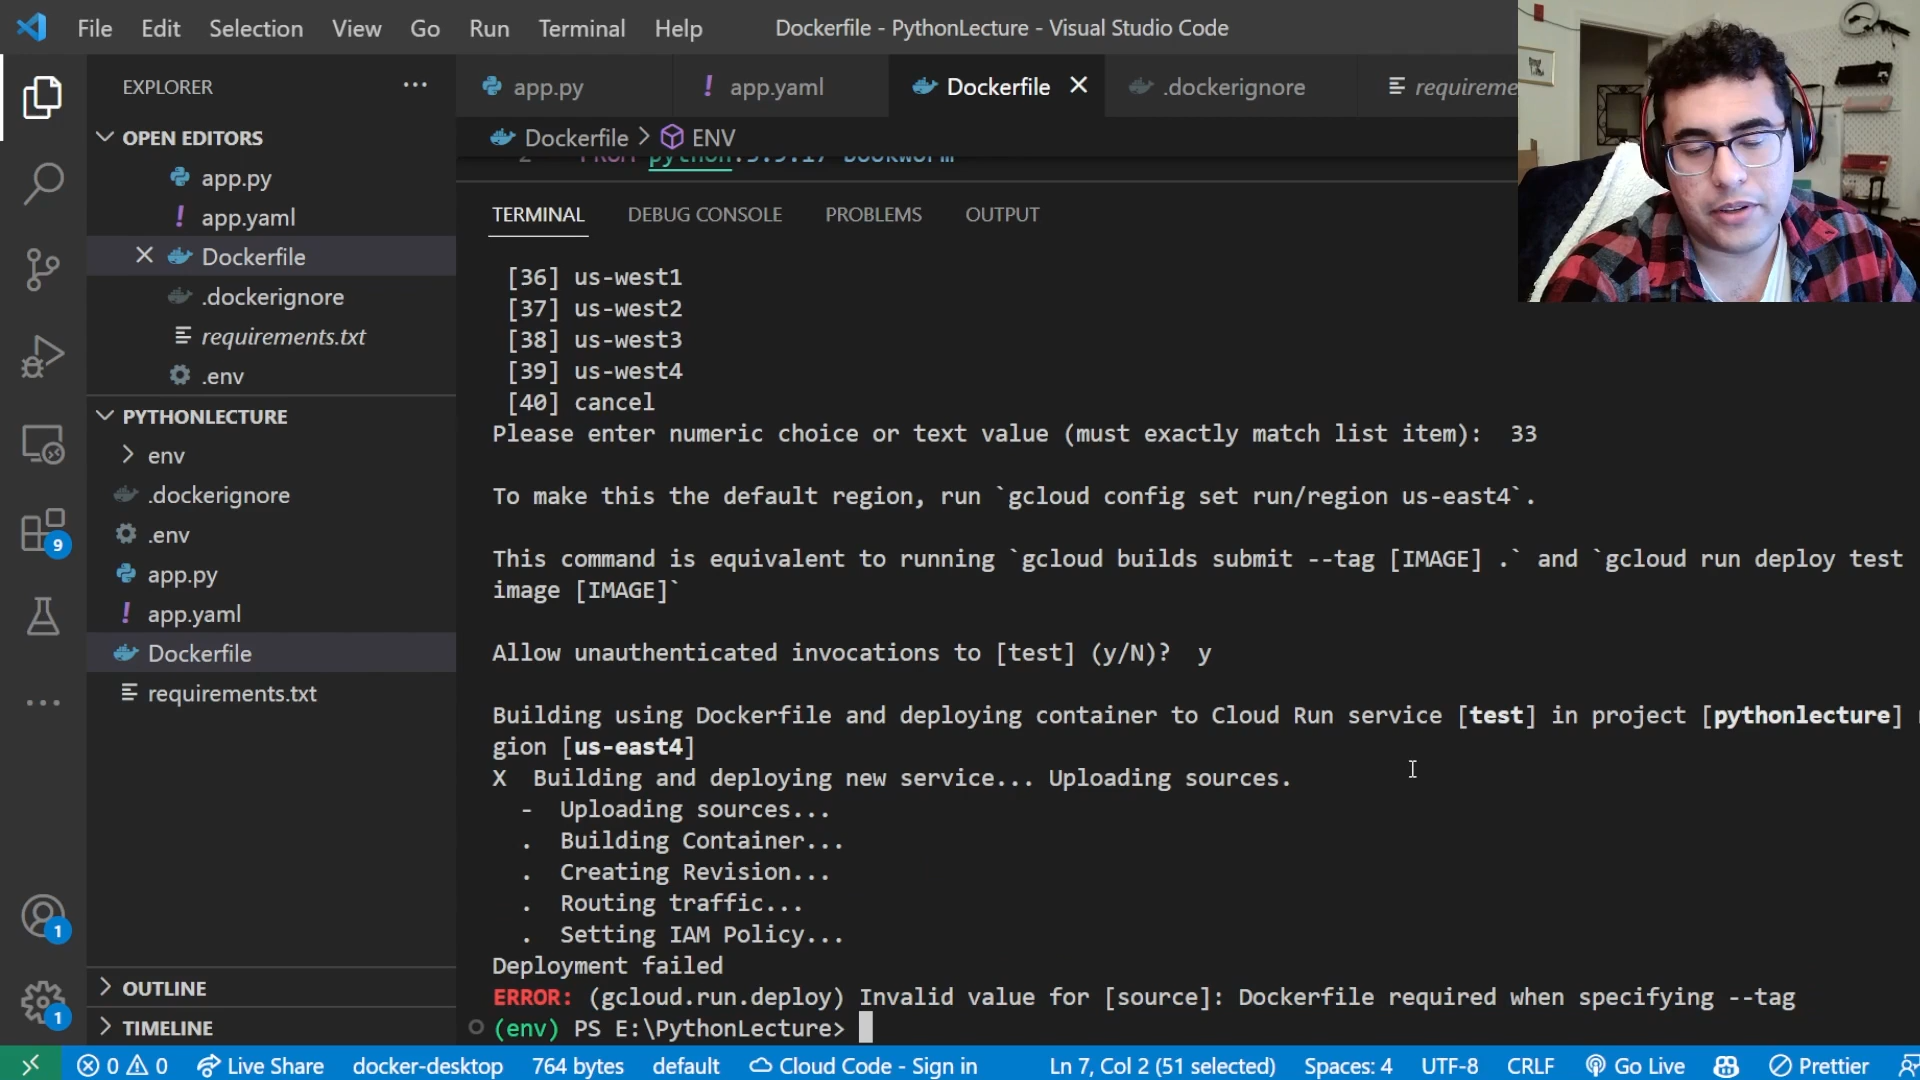 File Edit Selection View Go Run Terminal Help
Dockerfile - PythonLecture - Visual Studio Code
EXPLORER
OPEN EDITORS
app.py
app.yaml
Dockerfile
.dockerignore
requirements.txt
.env
PYTHONLECTURE
env
.dockerignore
.env
app.py
app.yaml
Dockerfile
requirements.txt
OUTLINE
TIMELINE
9
1
1
app.py
app.yaml
Dockerfile
.dockerignore
requireme
Dockerfile > ENV
TERMINAL DEBUG CONSOLE PROBLEMS OUTPUT
[36] us-west1
[37] us-west2
[38] us-west3
[39] us-west4
[40] cancel
Please enter numeric choice or text value (must exactly match list item): 33
To make this the default region, run `gcloud config set run/region us-east4`.
This command is equivalent to running `gcloud builds submit --tag [IMAGE] .` and `gcloud run deploy test
image [IMAGE]`
Allow unauthenticated invocations to [test] (y/N)? y
Building using Dockerfile and deploying container to Cloud Run service [test] in project [pythonlecture]
gion [us-east4]
X Building and deploying new service... Uploading sources.
- Uploading sources...
. Building Container...
. Creating Revision...
. Routing traffic...
. Setting IAM Policy...
Deployment failed
ERROR: (gcloud.run.deploy) Invalid value for [source]: Dockerfile required when specifying --tag
(env) PS E:\PythonLecture>
0 0 Live Share docker-desktop 764 bytes default Cloud Code - Sign in Ln 7, Col 2 (51 selected) Spaces: 4 UTF-8 CRLF Go Live Prettier